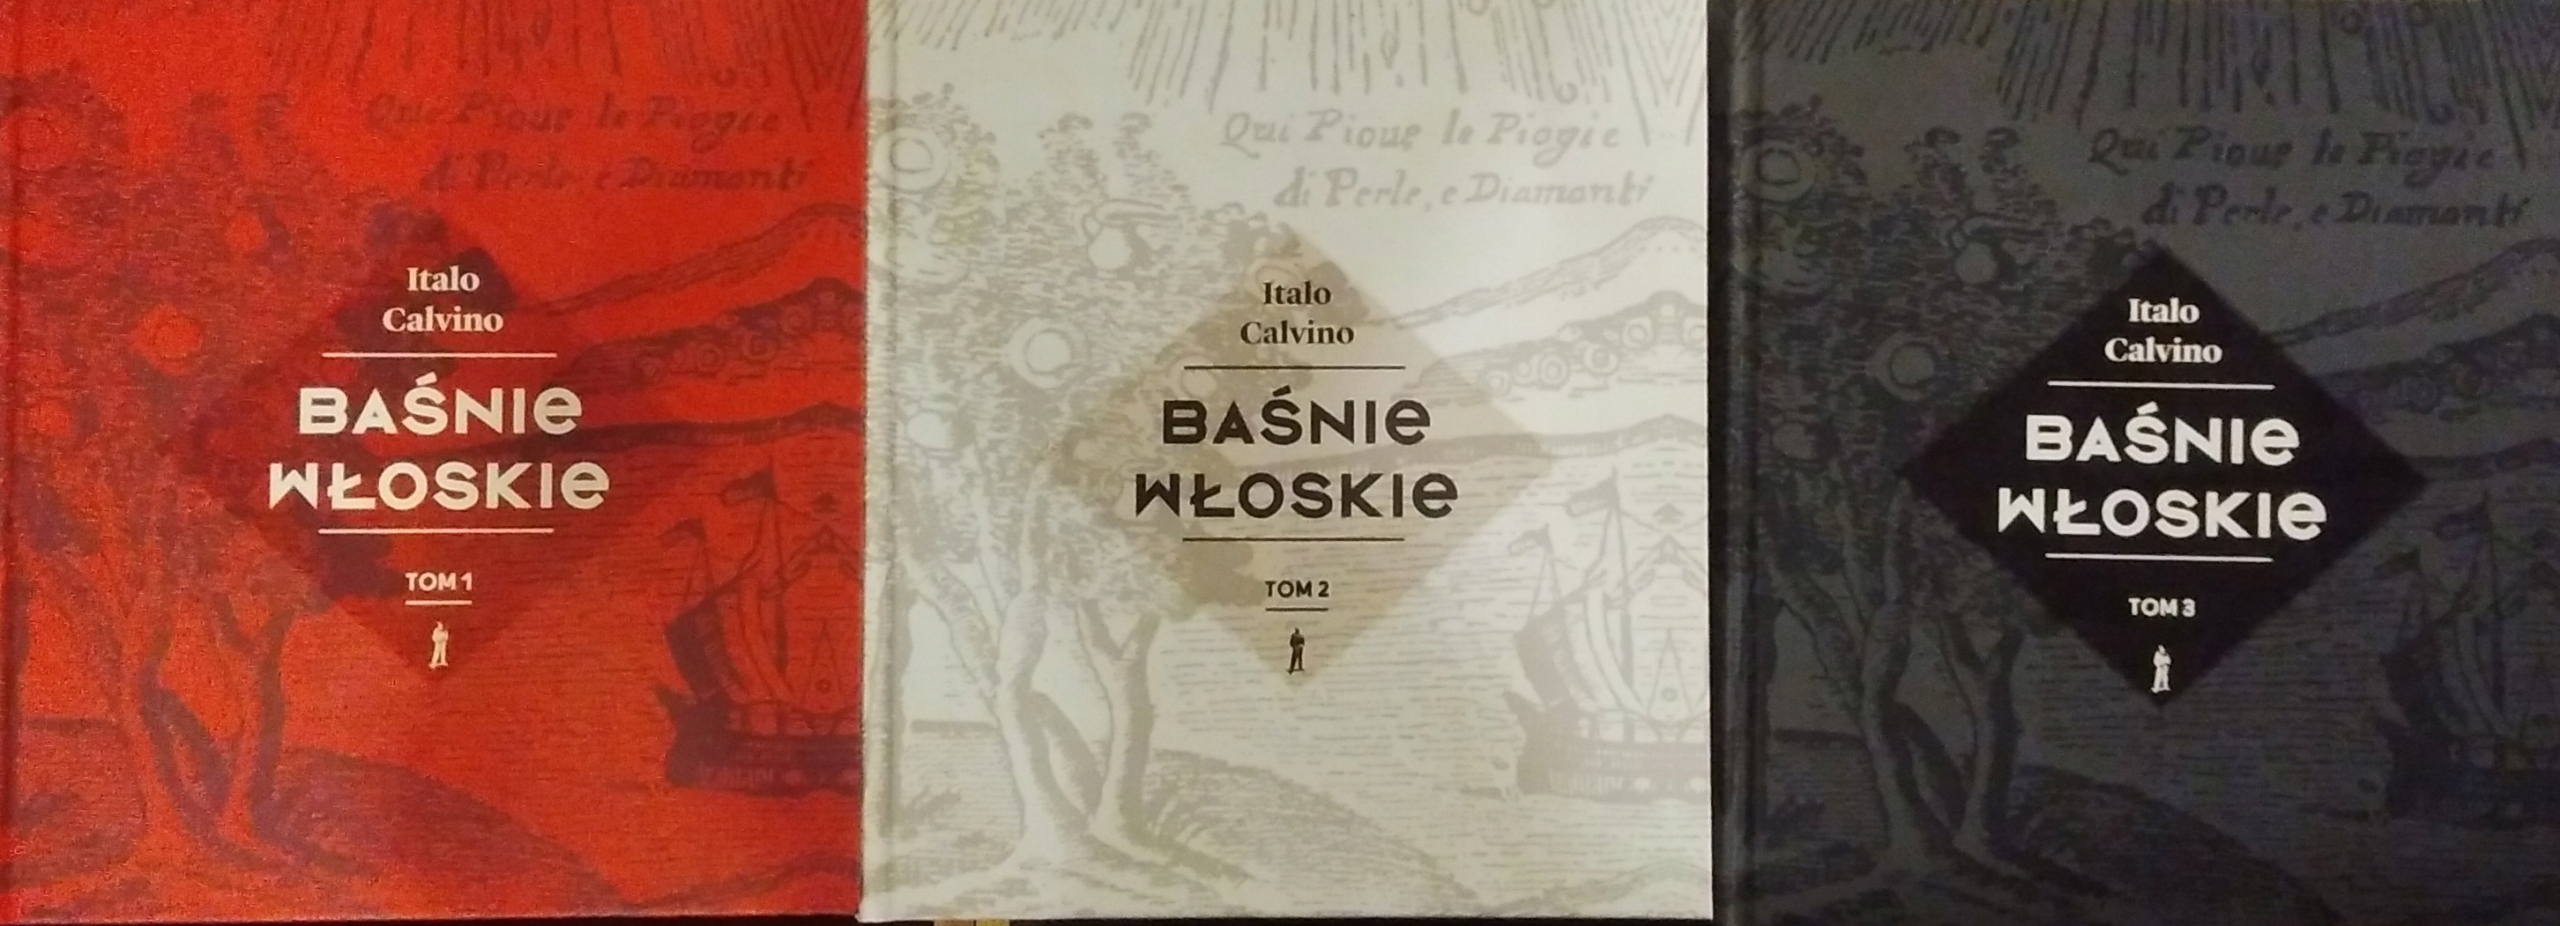 Qui Pioue le Piogie
di Perle, e Diamanti
Italo
Calvino
BAŚNIE
WŁOSKIE
TOM 1
Qui Pioue le Piogie
di Perle, e Diamanti
Italo
Calvino
BAŚNIE
WŁOSKIE
TOM 2
Qui Pioue le Piogie
di Perle, e Diamanti
Italo
Calvino
BAŚNIE
WŁOSKIE
TOM 3